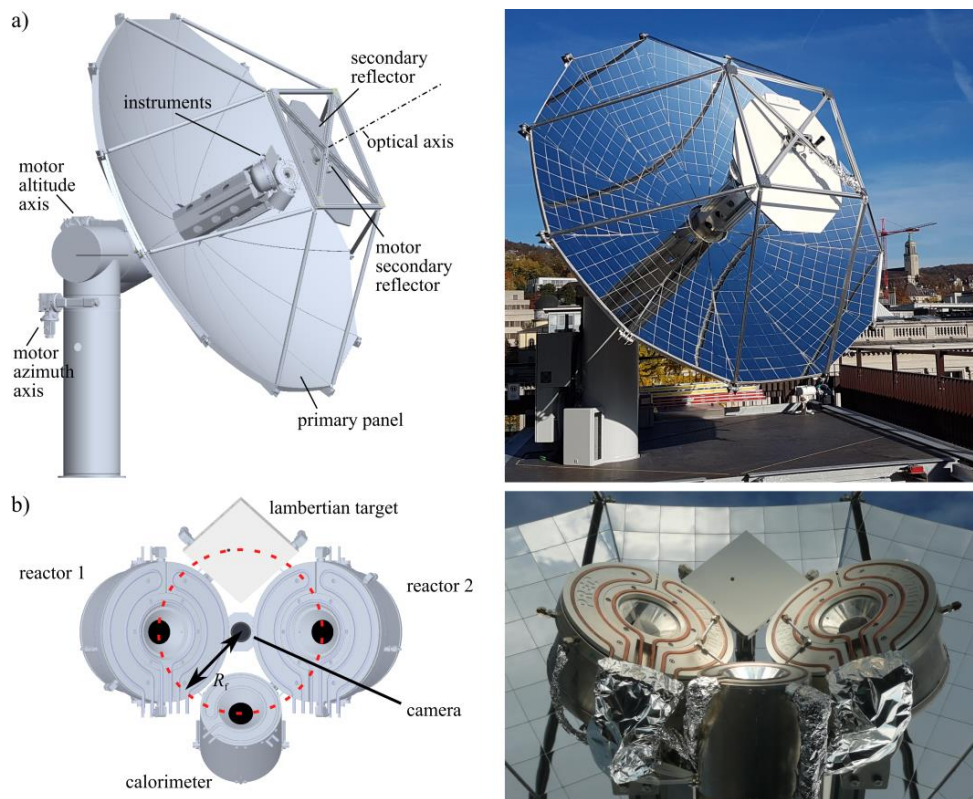 a)
secondary
reflector
instruments
optical axis
motor
altitude
axis
motor
secondary
reflector
motor
azimuth
axis
primary panel
b)
lambertian target
reactor 1
reactor 2
R_f
camera
calorimeter